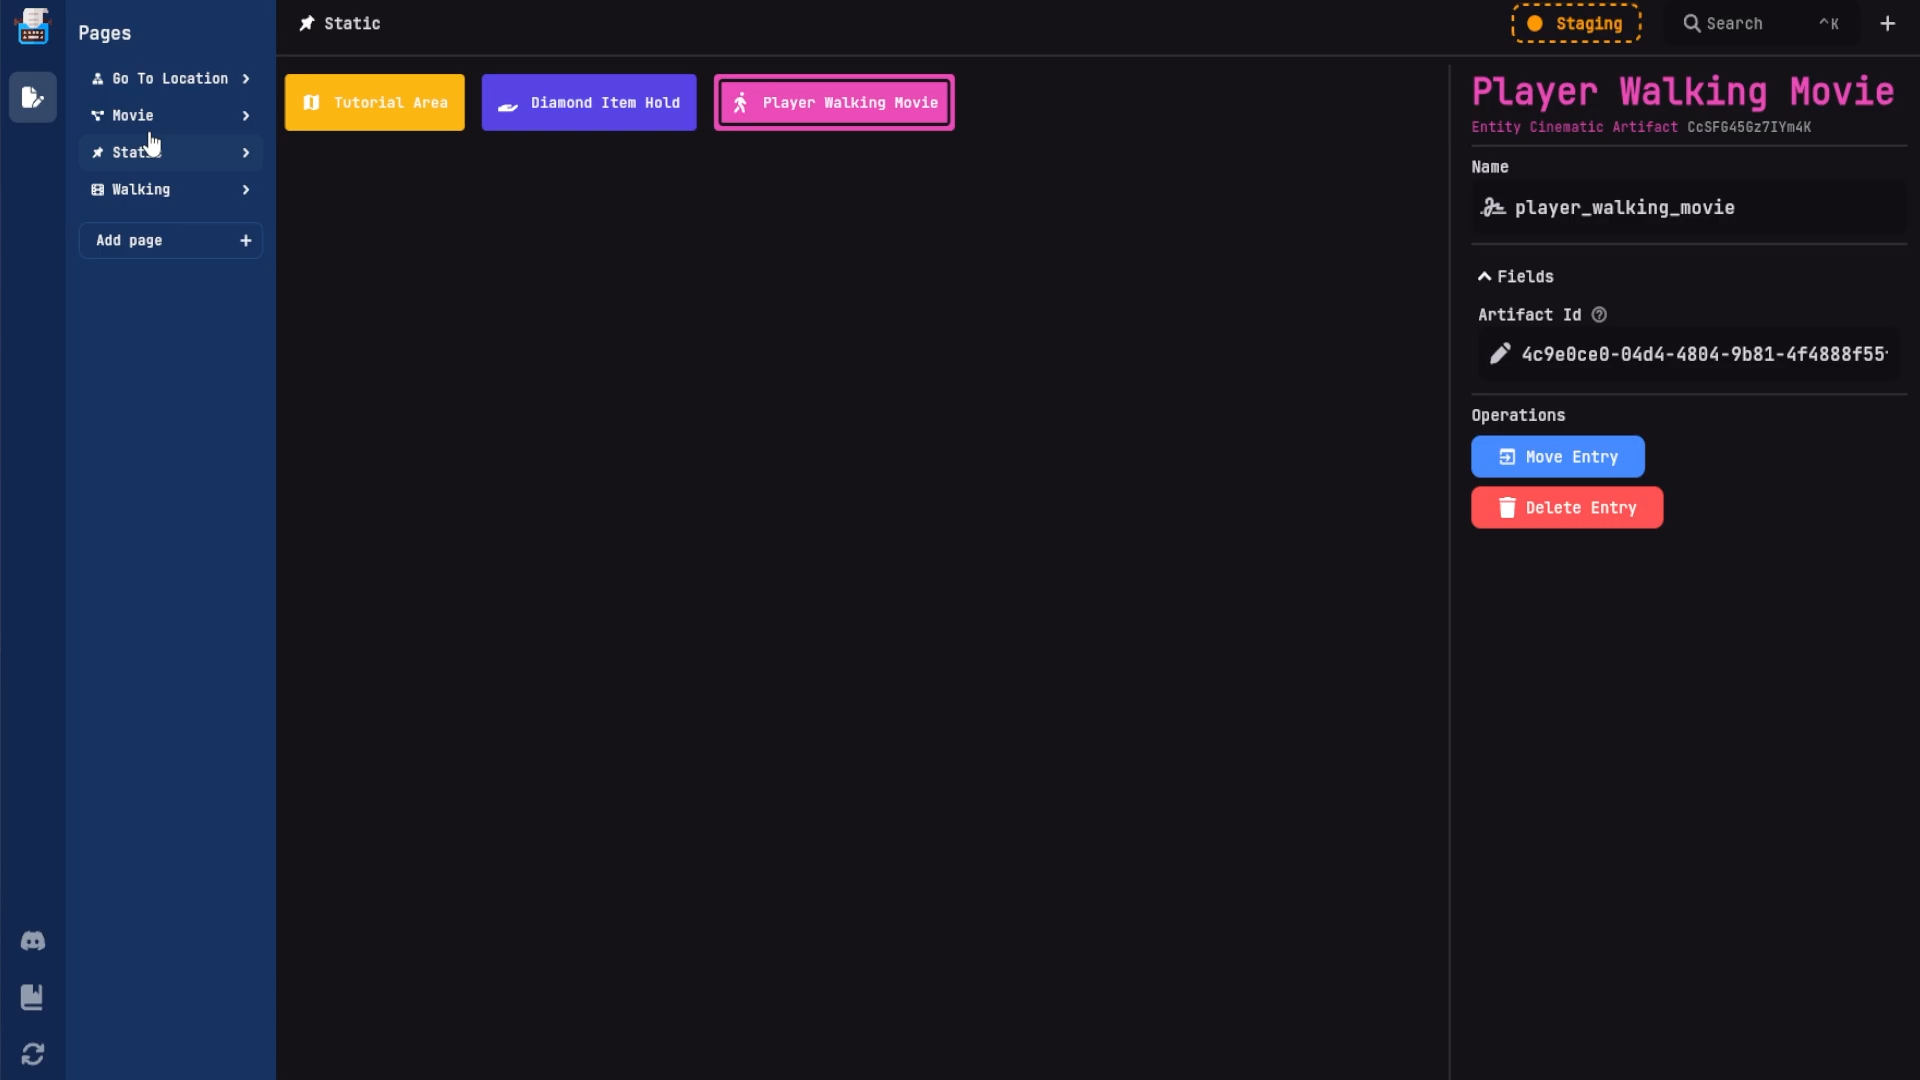 Pages
Go To Location
Movie
Static
Walking
Add page
Static
Staging
Search
^K
Tutorial Area
Diamond Item Hold
Player Walking Movie
Player Walking Movie
Entity Cinematic Artifact CcSFG45Gz7IYm4K
Name
player_walking_movie
Fields
Artifact Id
4c9e0ce0-04d4-4804-9b81-4f4888f55
Operations
Move Entry
Delete Entry